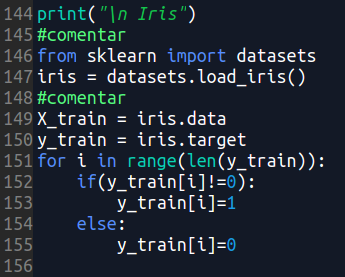 144 print("\n Iris")
145 #comentar
146 from sklearn import datasets
147 iris = datasets.load_iris()
148 #comentar
149 X_train = iris.data
150 y_train = iris.target
151 for i in range(len(y_train)):
152     if(y_train[i]!=0):
153         y_train[i]=1
154     else:
155         y_train[i]=0
156